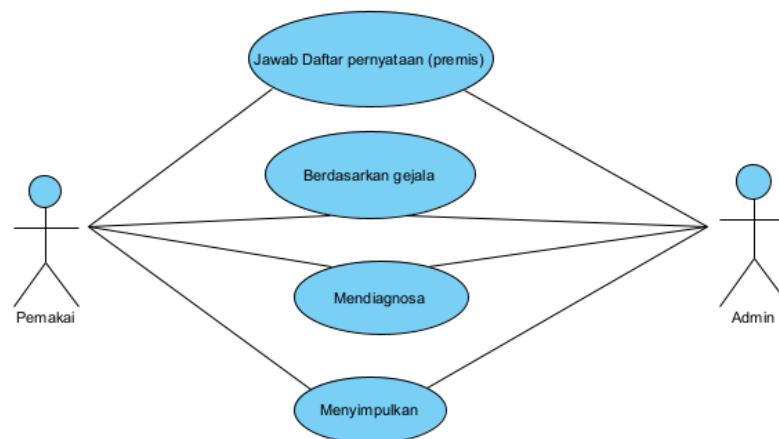 Jawab Daftar pernyataan (premis)
Berdasarkan gejala
Mendiagnosa
Pemakai
Admin
Menyimpulkan